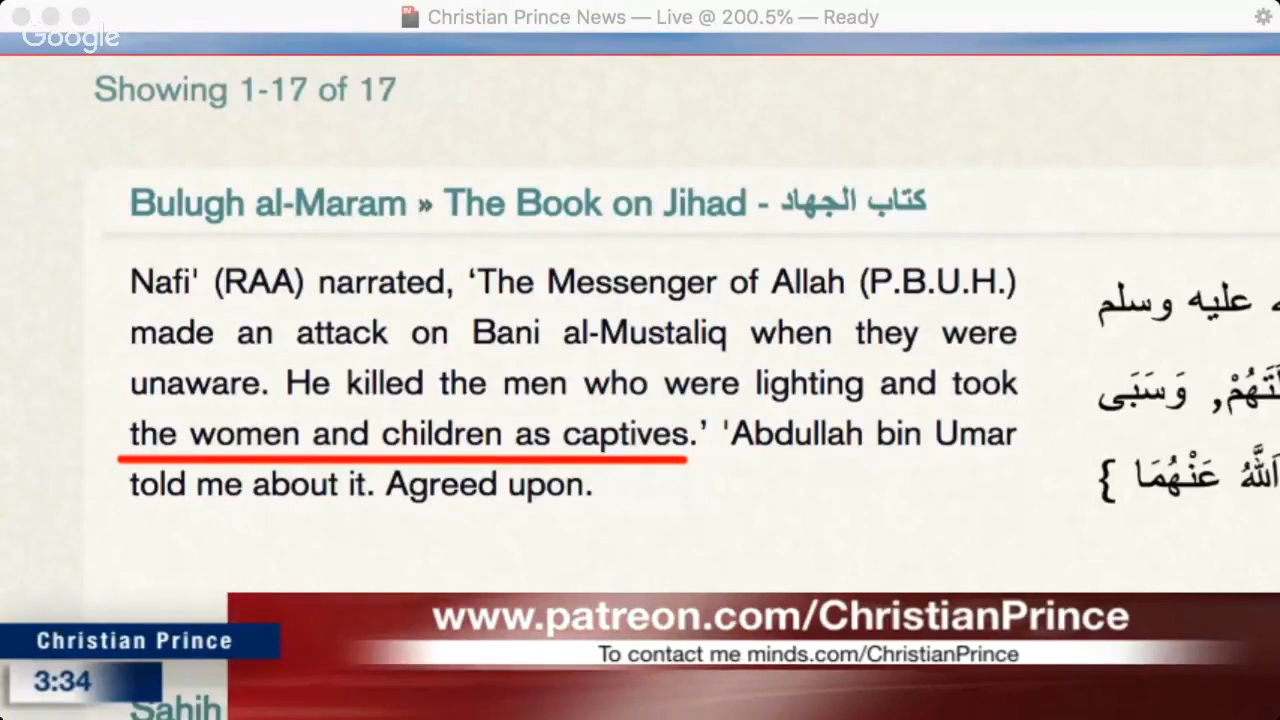 Christian Prince News — Live @ 200.5% — Ready
Google
Showing 1-17 of 17
Bulugh al-Maram » The Book on Jihad - كتاب الجهاد
Nafi' (RAA) narrated, ‘The Messenger of Allah (P.B.U.H.)
made an attack on Bani al-Mustaliq when they were
unaware. He killed the men who were lighting and took
the women and children as captives.’ 'Abdullah bin Umar
told me about it. Agreed upon.
عليه وسلم
وَسَبَى
اَللَّهُ عَنْهُمَا }
www.patreon.com/ChristianPrince
Christian Prince
To contact me minds.com/ChristianPrince
3:34
Sahih